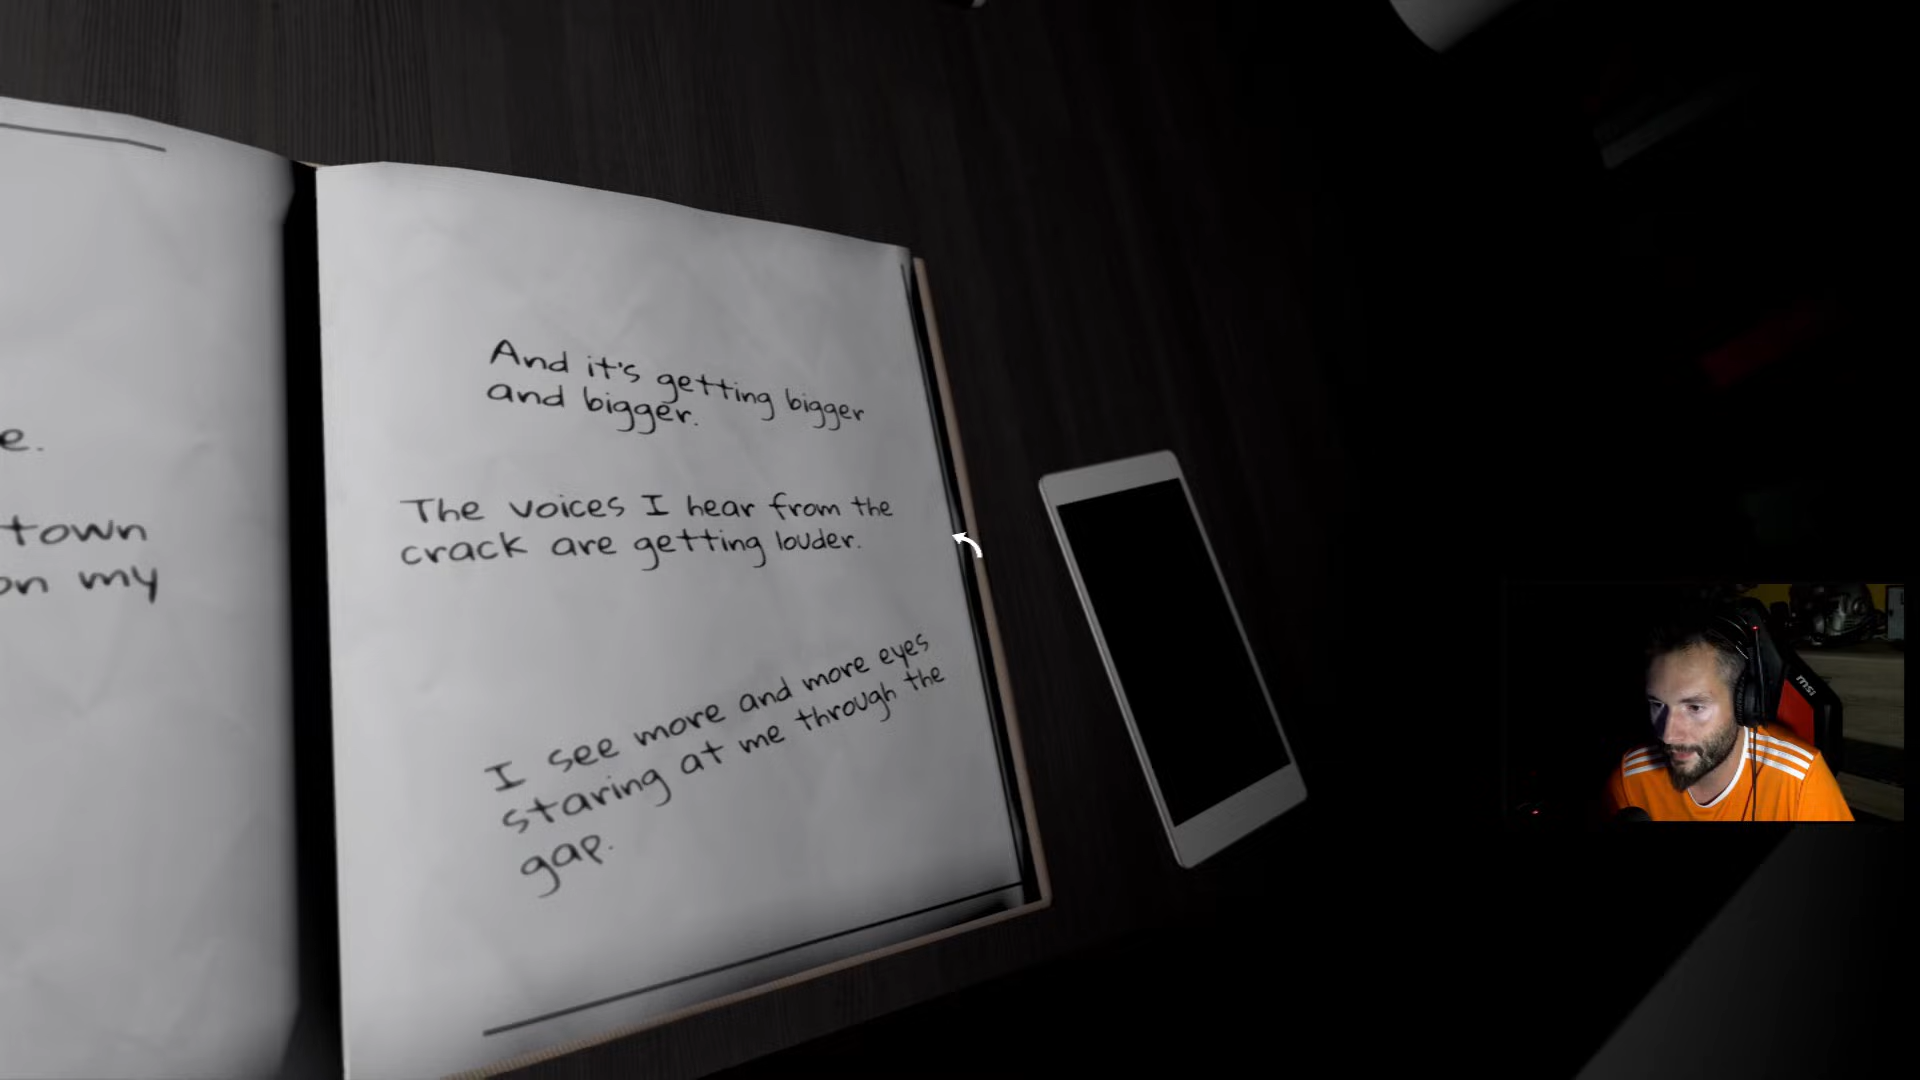 e.
town
on my
And it's getting bigger
and bigger.
The voices I hear from the
crack are getting louder.
I see more and more eyes
staring at me through the
gap.
msi